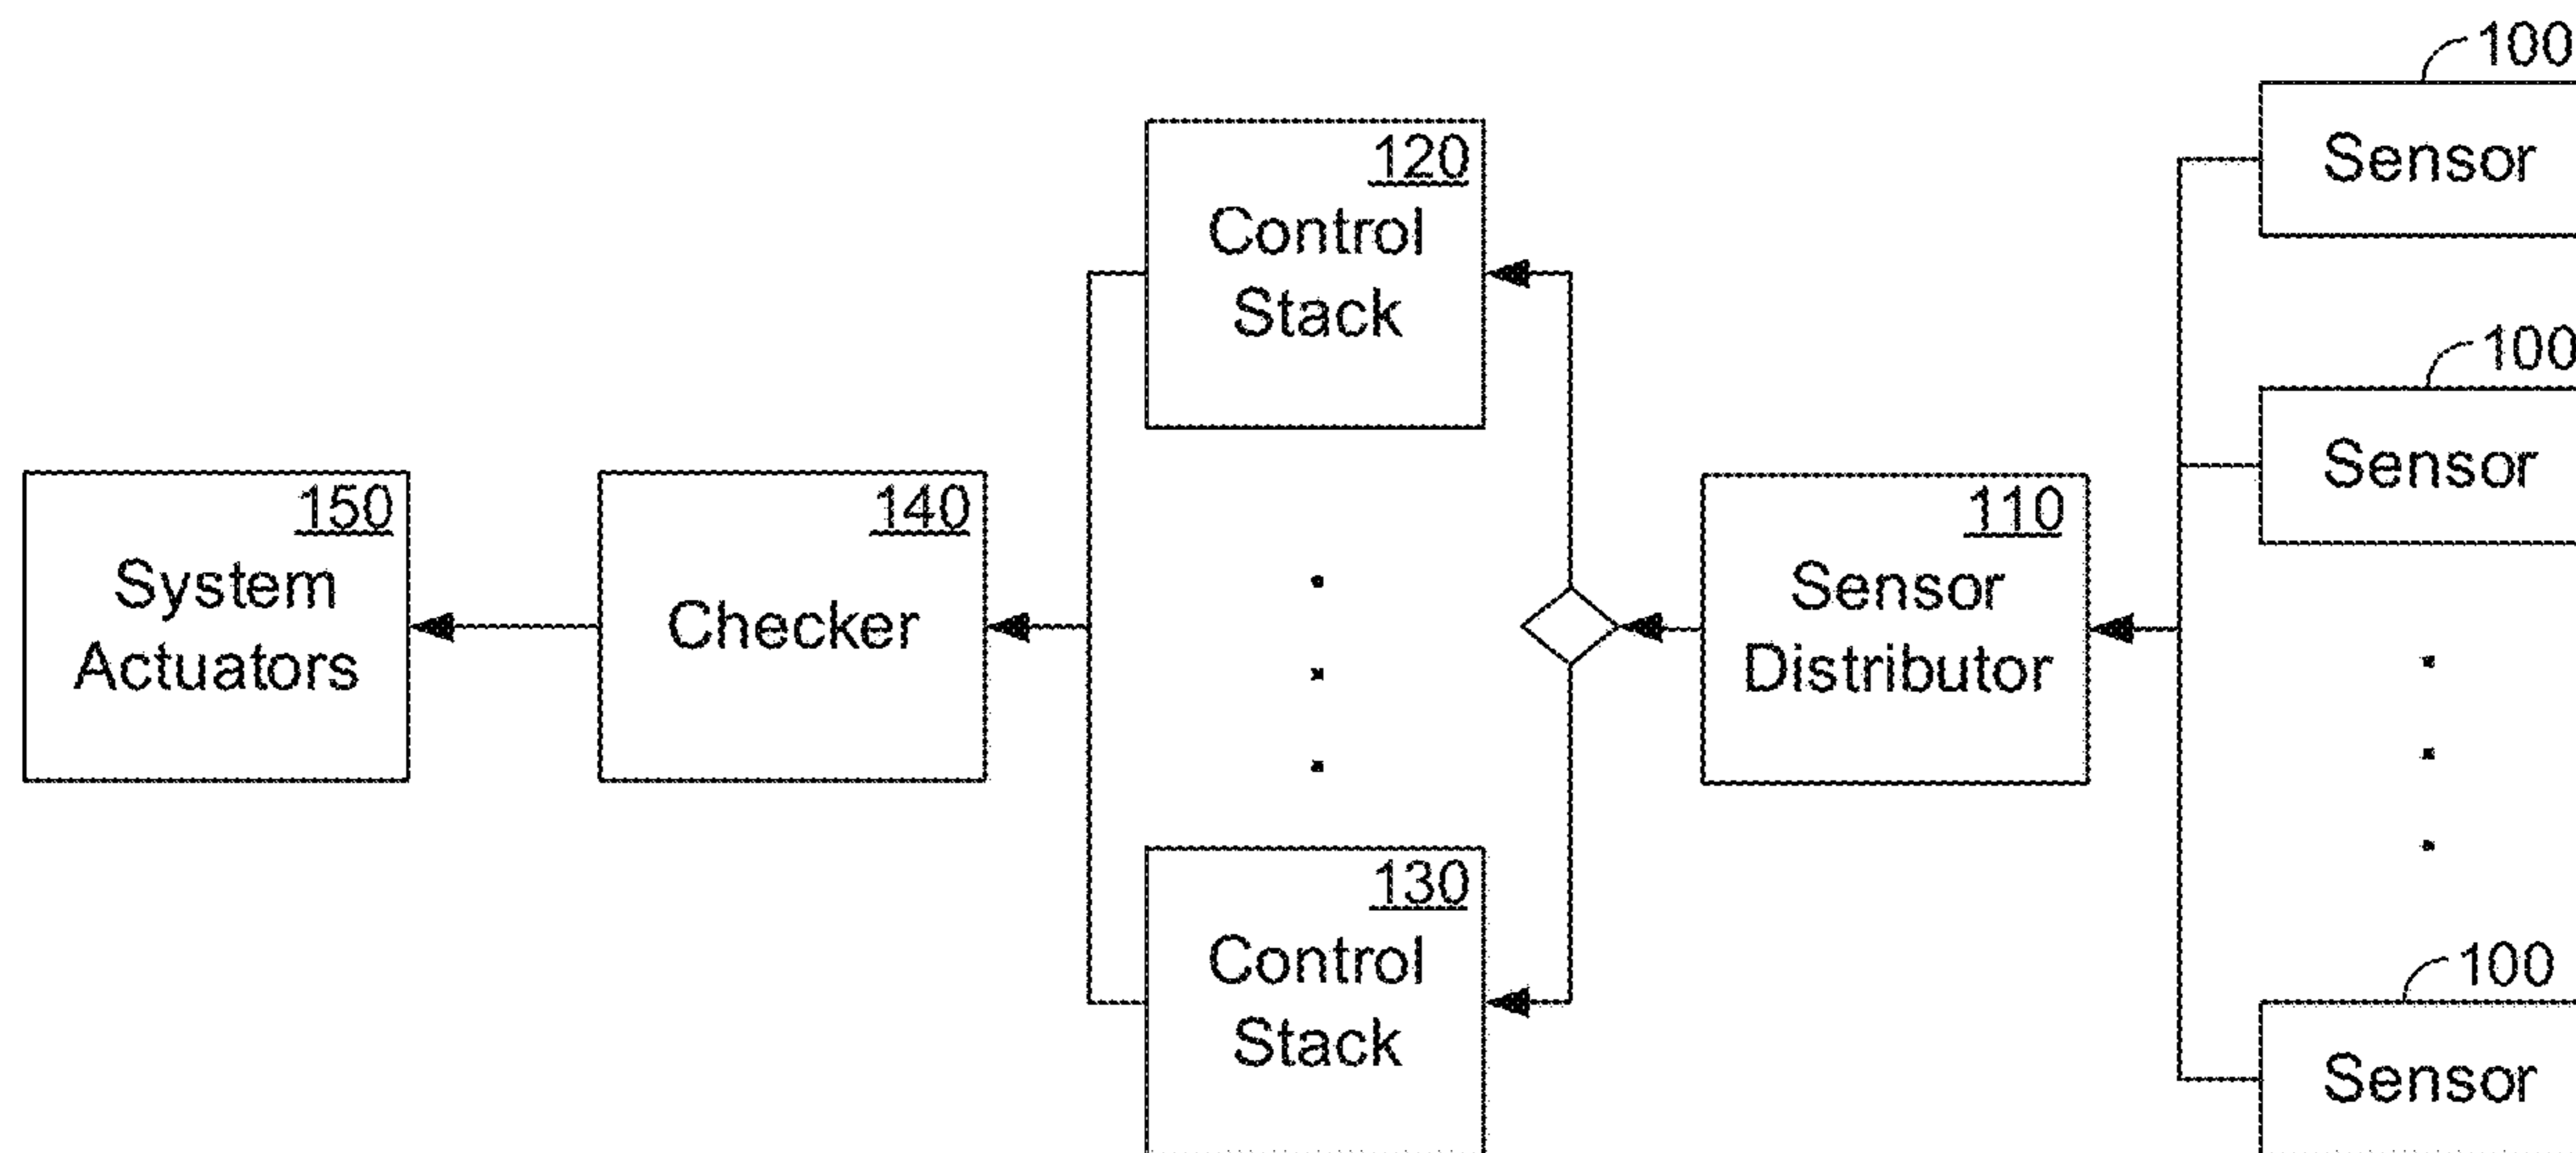 150
System
Actuators
140
Checker
120
Control
Stack
130
Control
Stack
110
Sensor
Distributor
100
Sensor
100
Sensor
100
Sensor